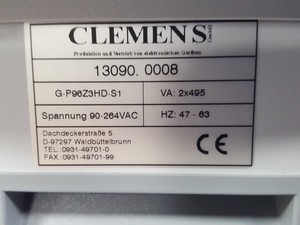 CLEMENS GmbH
Produktion und Vertrieb von elektronischen Geräten
13090. 0008
G-P96Z3HD-S1 VA: 2x495
Spannung 90-264VAC HZ: 47 - 63
Dachdeckerstraße 5
D-97297 Waldbüttelbrunn
TEL.:0931-49701-0
FAX.:0931-49701-99
CE